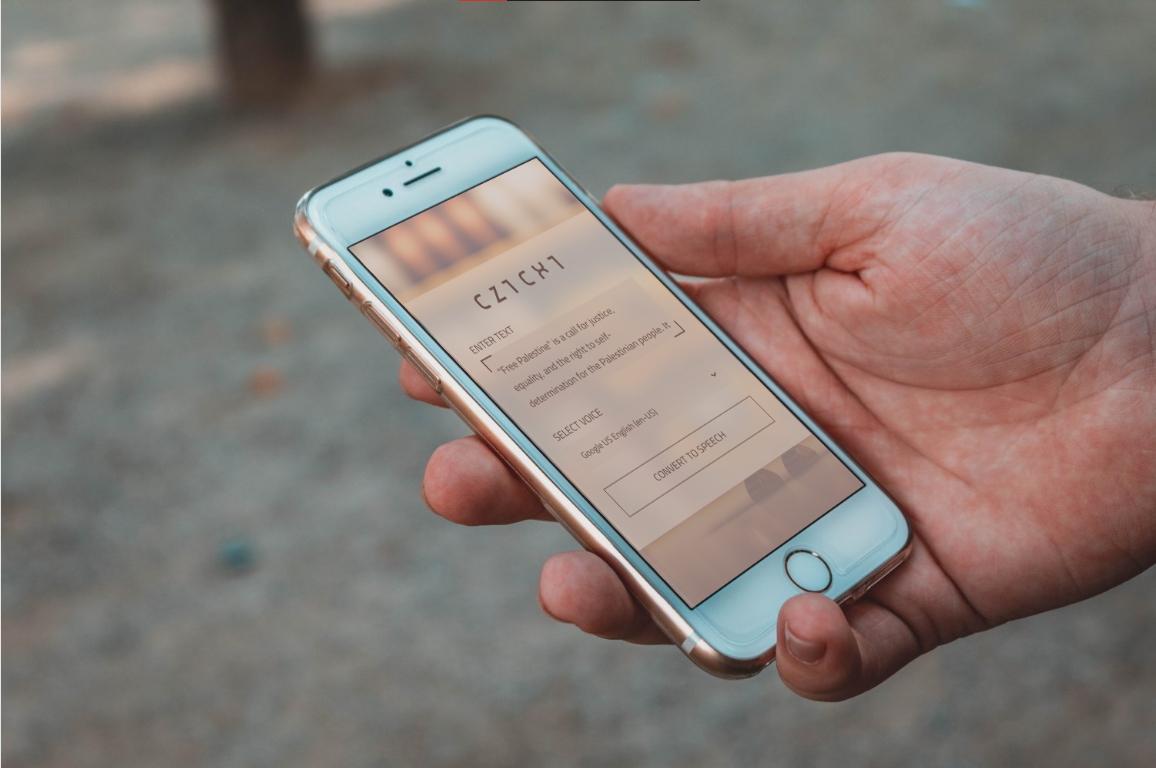 CZ1CX1
ENTER TEXT
"Free Palestine" is a call for justice,
equality, and the right to self-
determination for the Palestinian people. It
SELECT VOICE
Google US English (en-US)
CONVERT TO SPEECH